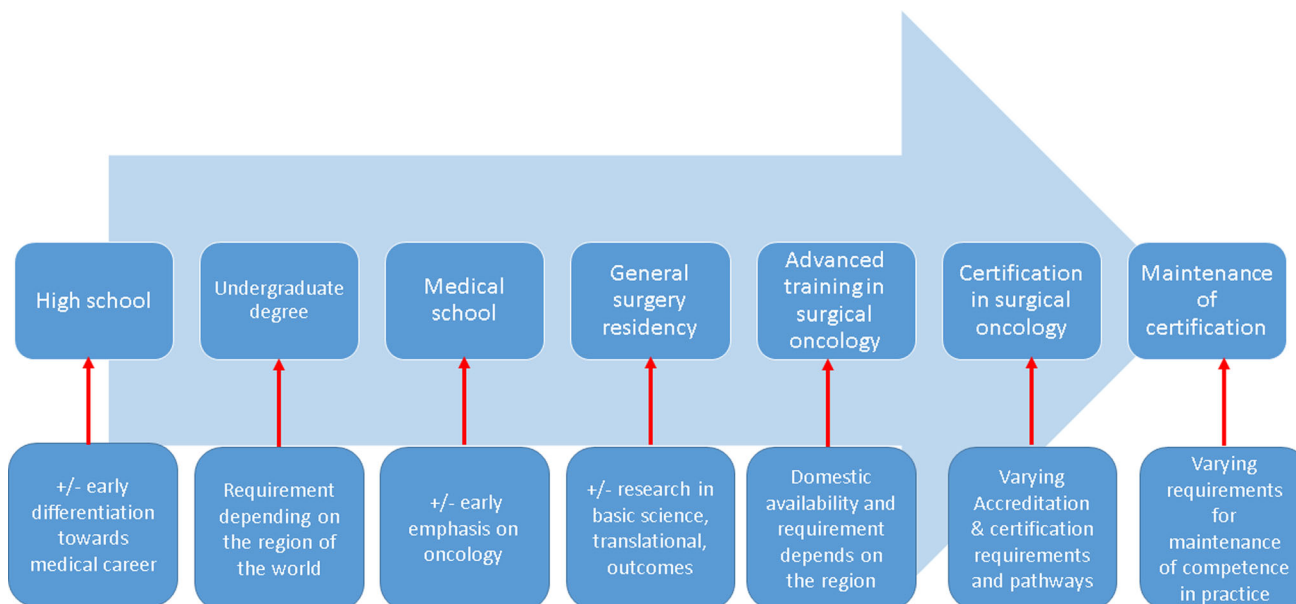 High school
Undergraduate
degree
Medical
school
General
surgery
residency
Advanced
training in
surgical
oncology
Certification
in surgical
oncology
Maintenance
of
certification
+/- early
differentiation
towards
medical career
Requirement
depending on
the region of
the world
+/- early
emphasis on
oncology
+/- research in
basic science,
translational,
outcomes
Domestic
availability and
requirement
depends on
the region
Varying
Accreditation
& certification
requirements
and pathways
Varying
requirements
for
maintenance
of competence
in practice